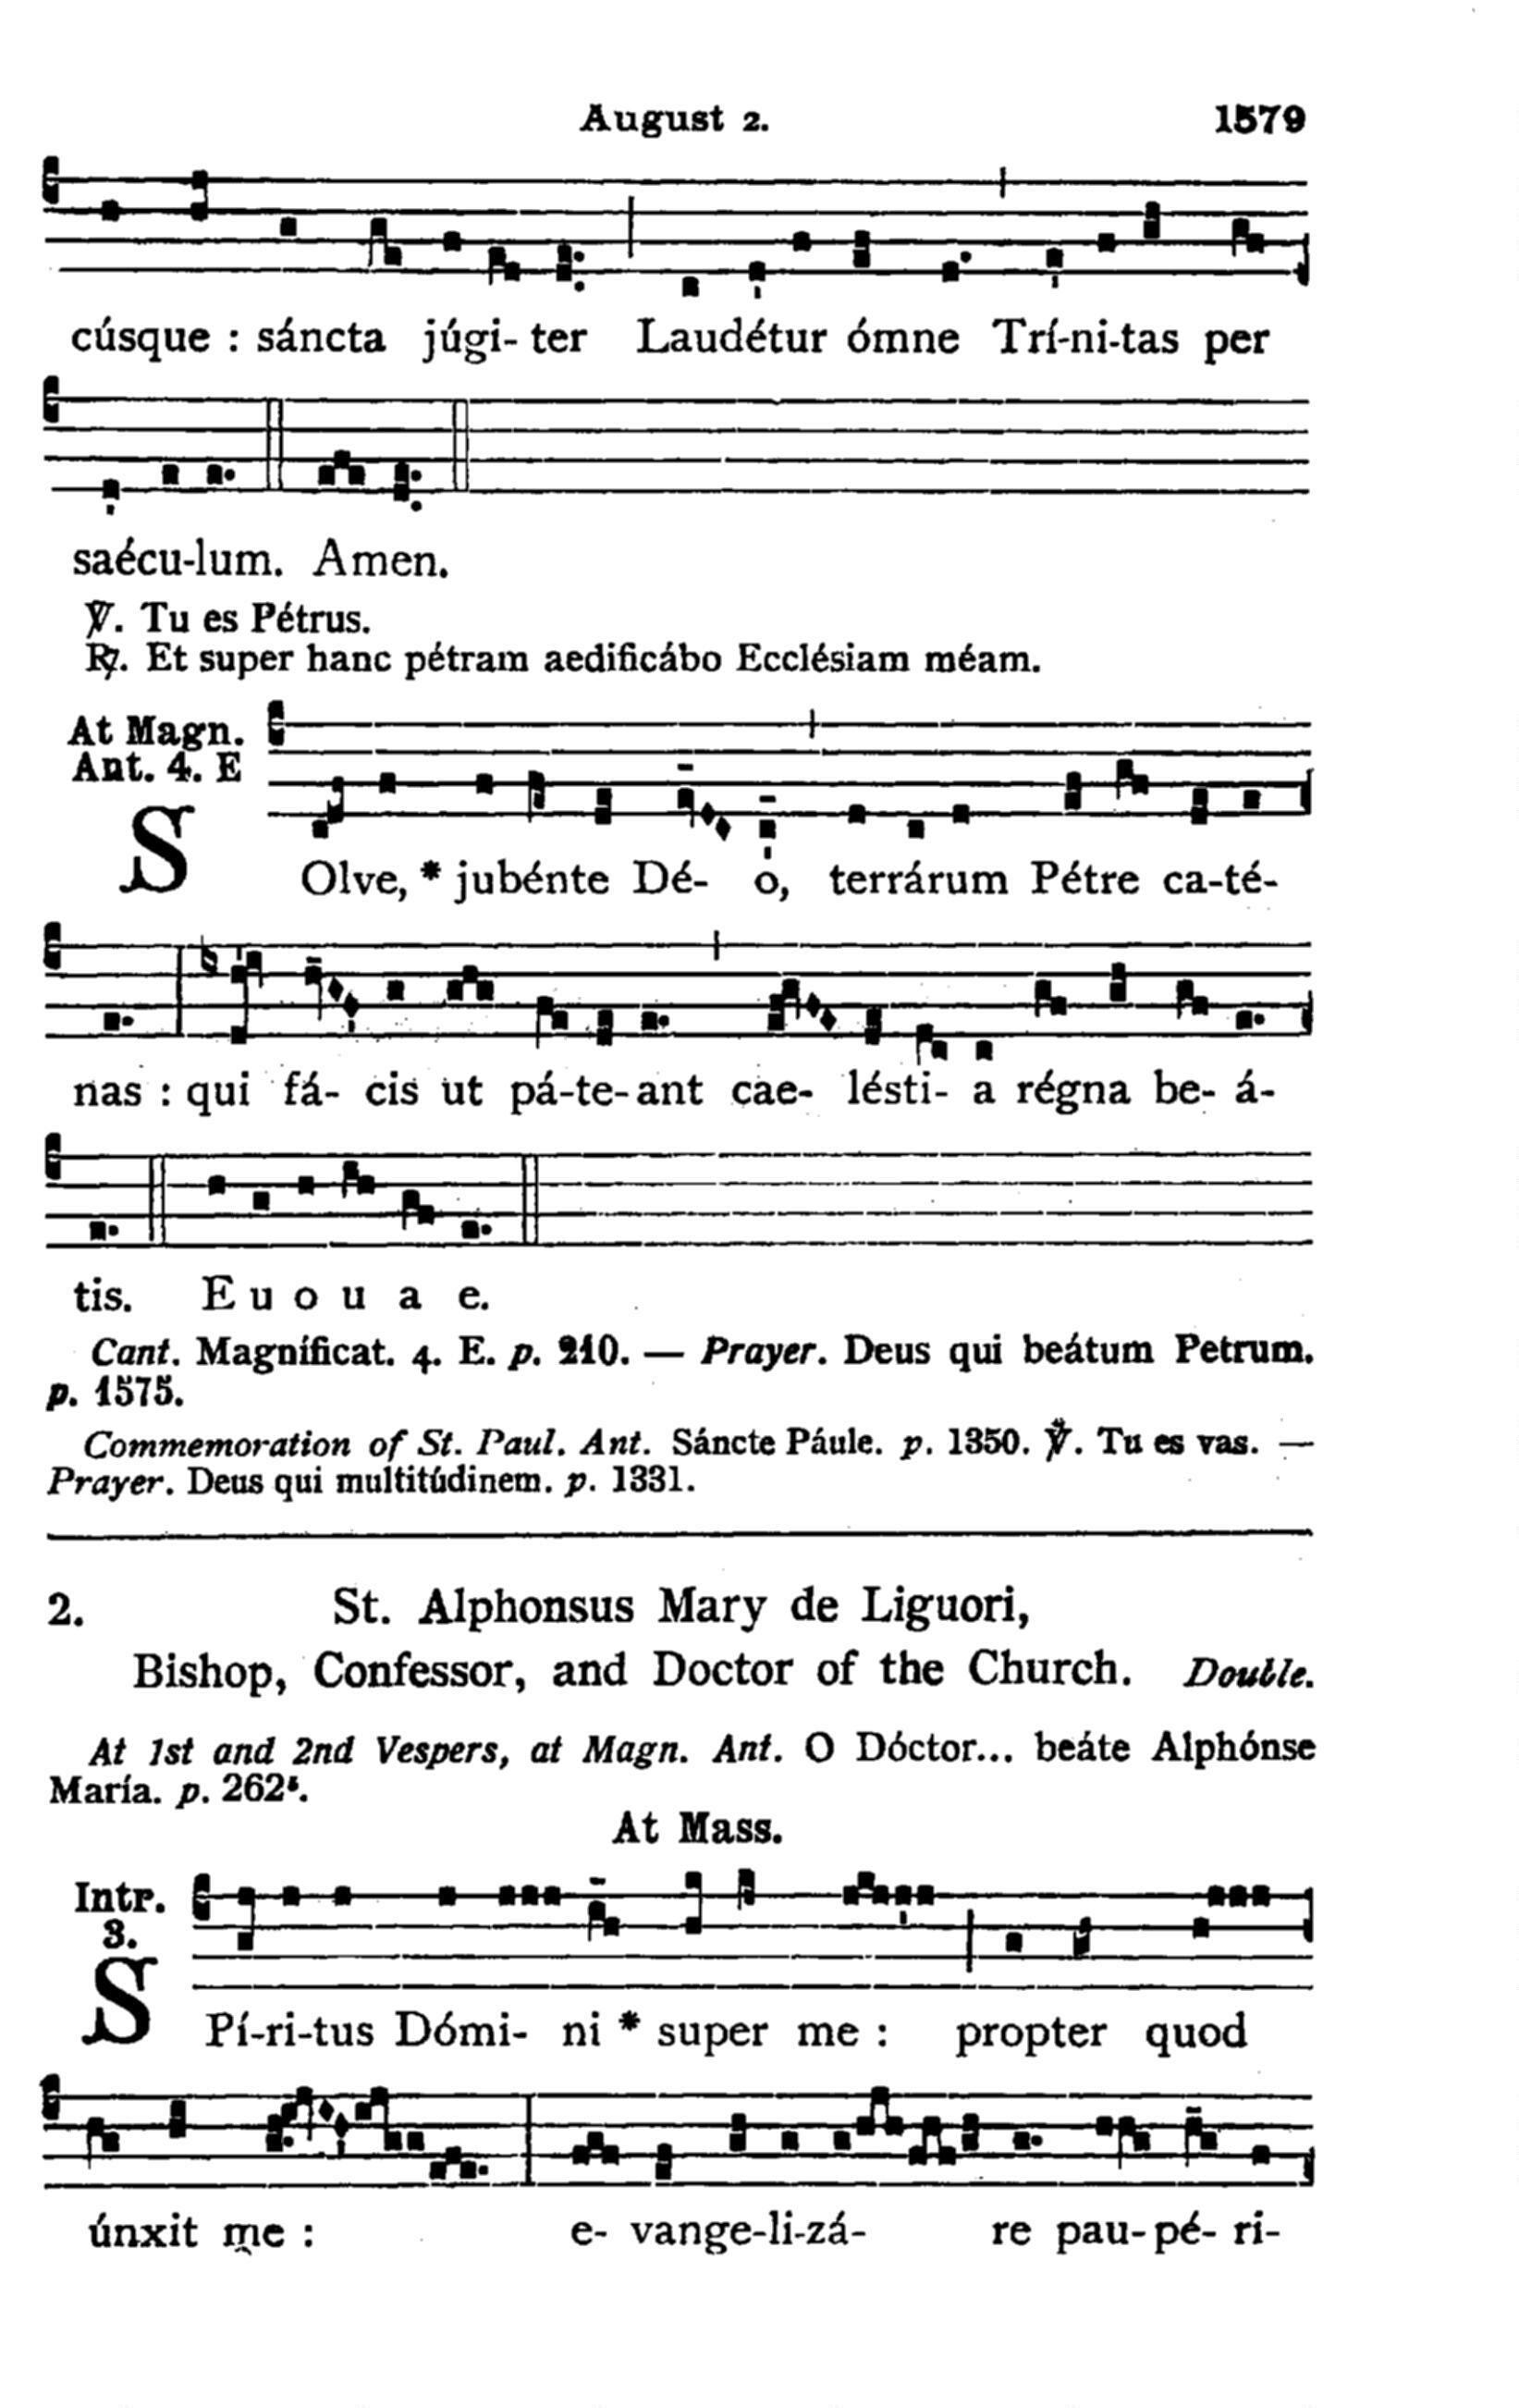 August 2. 1579
cúsque : sáncta júgi- ter Laudétur ómne Trí-ni-tas per
saécu-lum. Amen.
℣. Tu es Pétrus.
℟. Et super hanc pétram aedificábo Ecclésiam méam.
At Magn.
Ant. 4. E
SOlve, * jubénte Dé- o, terrárum Pétre ca-té-
nas : qui fá- cis ut pá-te-ant cae- lésti- a régna be- á-
tis. E u o u a e.
Cant. Magníficat. 4. E. p. 210. — Prayer. Deus qui beátum Petrum.
p. 1575.
Commemoration of St. Paul. Ant. Sáncte Páule. p. 1350. ℣. Tu es vas. —
Prayer. Deus qui multitúdinem. p. 1331.
2. St. Alphonsus Mary de Liguori,
Bishop, Confessor, and Doctor of the Church. Double.
At 1st and 2nd Vespers, at Magn. Ant. O Dóctor... beáte Alphónse
María. p. 262⁵.
At Mass.
Intr.
3.
SPí-ri-tus Dómi- ni * super me : propter quod
únxit me : e- vange-li-zá- re pau- pé- ri-